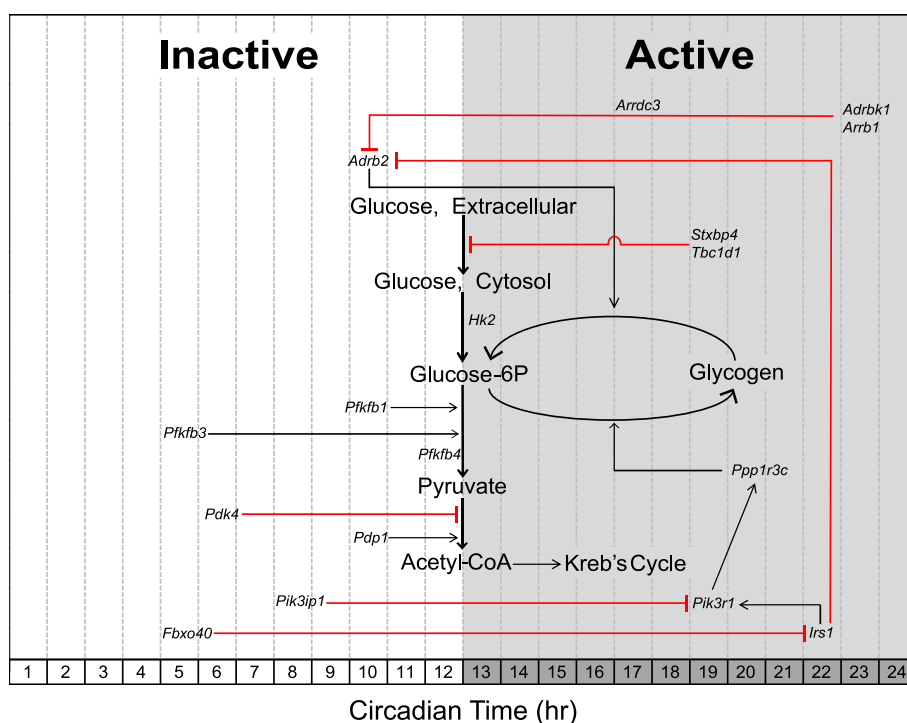 Inactive Active
Arrdc3
Adrbk1
Arrb1
Adrb2
Glucose, Extracellular
Stxbp4
Tbc1d1
Glucose, Cytosol
Hk2
Glucose-6P
Glycogen
Pfkfb1
Pfkfb3
Pfkfb4
Ppp1r3c
Pyruvate
Pdk4
Pdp1
Acetyl-CoA
Kreb's Cycle
Pik3ip1
Pik3r1
Fbxo40
Irs1
1 2 3 4 5 6 7 8 9 10 11 12 13 14 15 16 17 18 19 20 21 22 23 24
Circadian Time (hr)